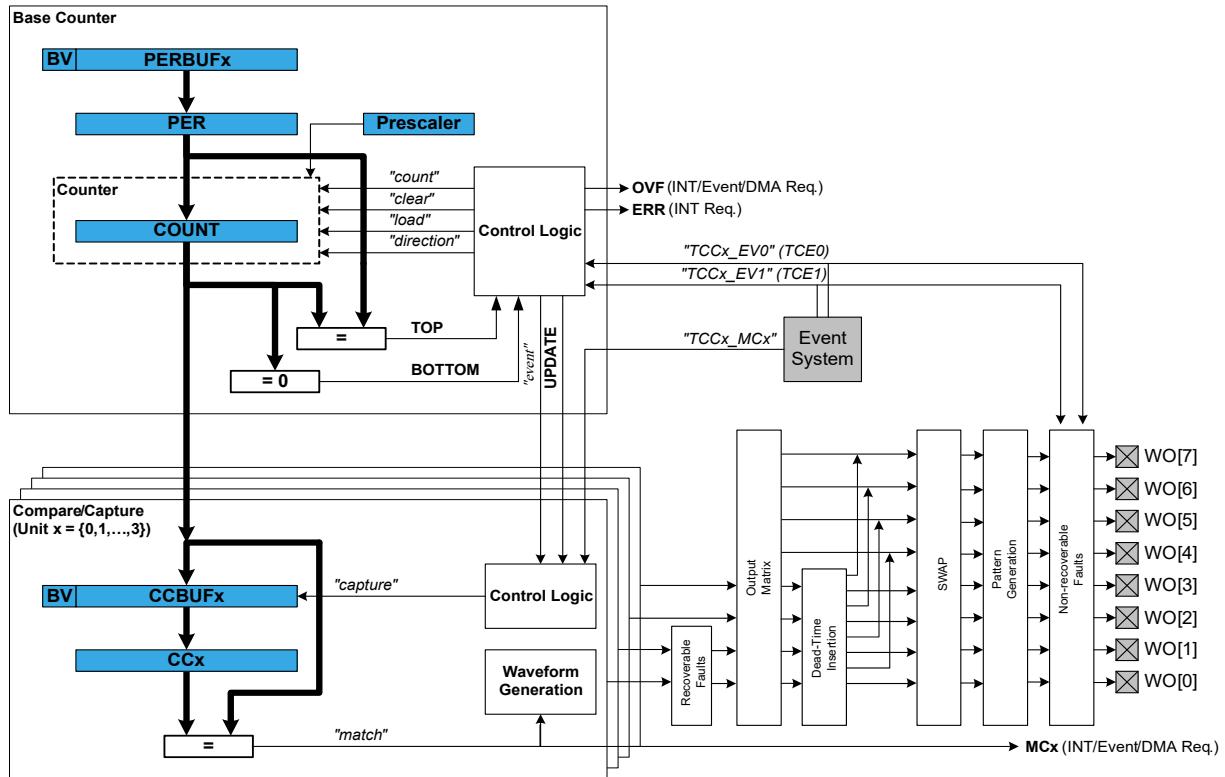 Base Counter
BV PERBUFx
PER
Prescaler
Counter
COUNT
"count"
"clear"
"load"
"direction"
Control Logic
OVF (INT/Event/DMA Req.)
ERR (INT Req.)
"TCCx_EV0" (TCE0)
"TCCx_EV1" (TCE1)
"TCCx_MCx"
Event
System
=
TOP
= 0
BOTTOM
"event"
UPDATE
Compare/Capture
(Unit x = {0,1,…,3})
BV CCBUFx
"capture"
Control Logic
CCx
Waveform
Generation
=
"match"
Recoverable
Faults
Output
Matrix
Dead-Time
Insertion
SWAP
Pattern
Generation
Non-recoverable
Faults
WO[7]
WO[6]
WO[5]
WO[4]
WO[3]
WO[2]
WO[1]
WO[0]
MCx (INT/Event/DMA Req.)